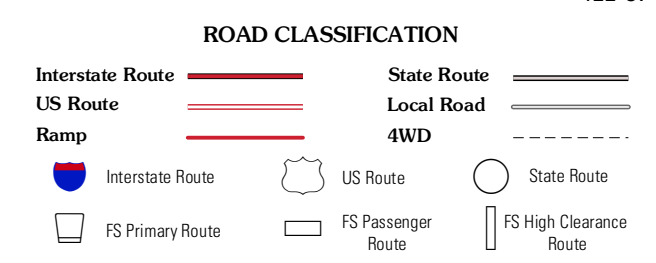 ROAD CLASSIFICATION
Interstate Route
State Route
US Route
Local Road
Ramp
4WD
Interstate Route
US Route
State Route
FS Primary Route
FS Passenger
Route
FS High Clearance
Route